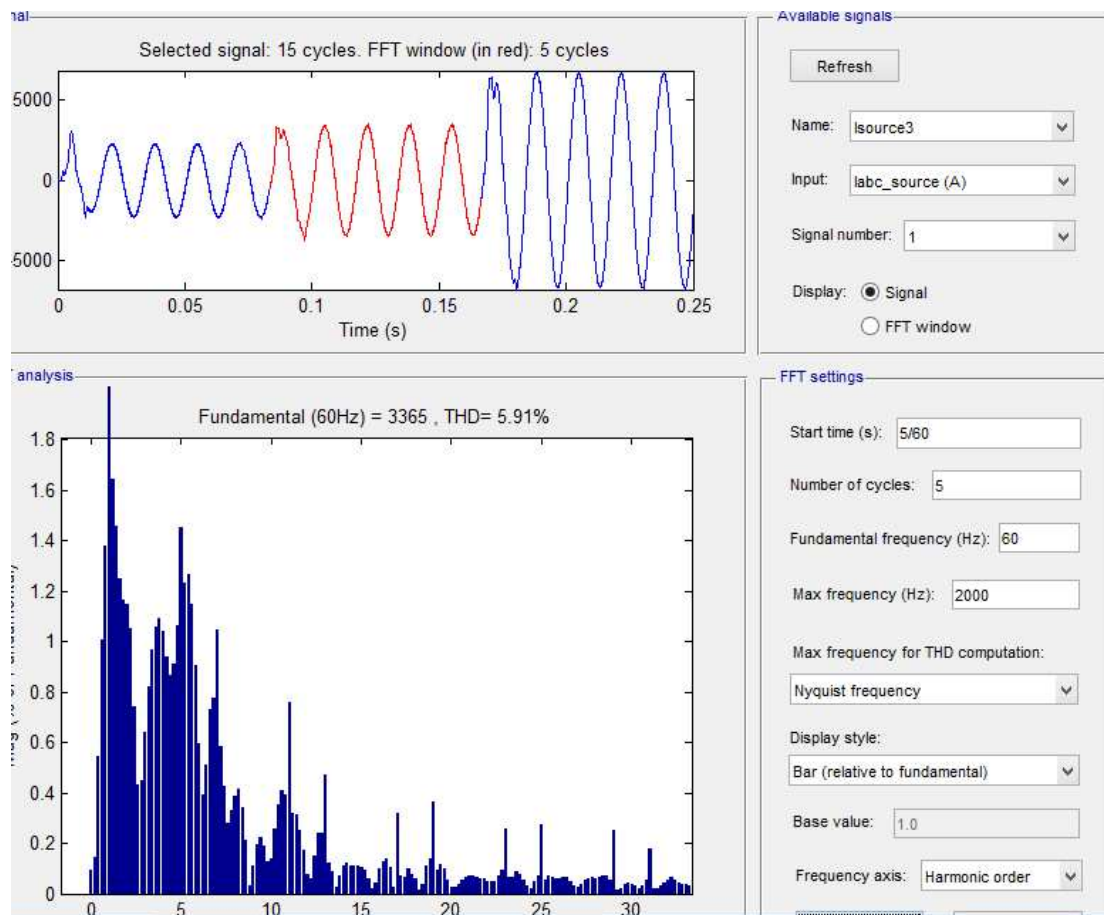 Selected signal: 15 cycles. FFT window (in red): 5 cycles
5000
0
-5000
0 0.05 0.1 0.15 0.2 0.25
Time (s)
Available signals
Refresh
Name: Isource3
Input: Iabc_source (A)
Signal number: 1
Display: Signal
FFT window
analysis
Fundamental (60Hz) = 3365 , THD= 5.91%
1.8
1.6
1.4
1.2
1
0.8
0.6
0.4
0.2
0
0 5 10 15 20 25 30
FFT settings
Start time (s): 5/60
Number of cycles: 5
Fundamental frequency (Hz): 60
Max frequency (Hz): 2000
Max frequency for THD computation:
Nyquist frequency
Display style:
Bar (relative to fundamental)
Base value: 1.0
Frequency axis: Harmonic order